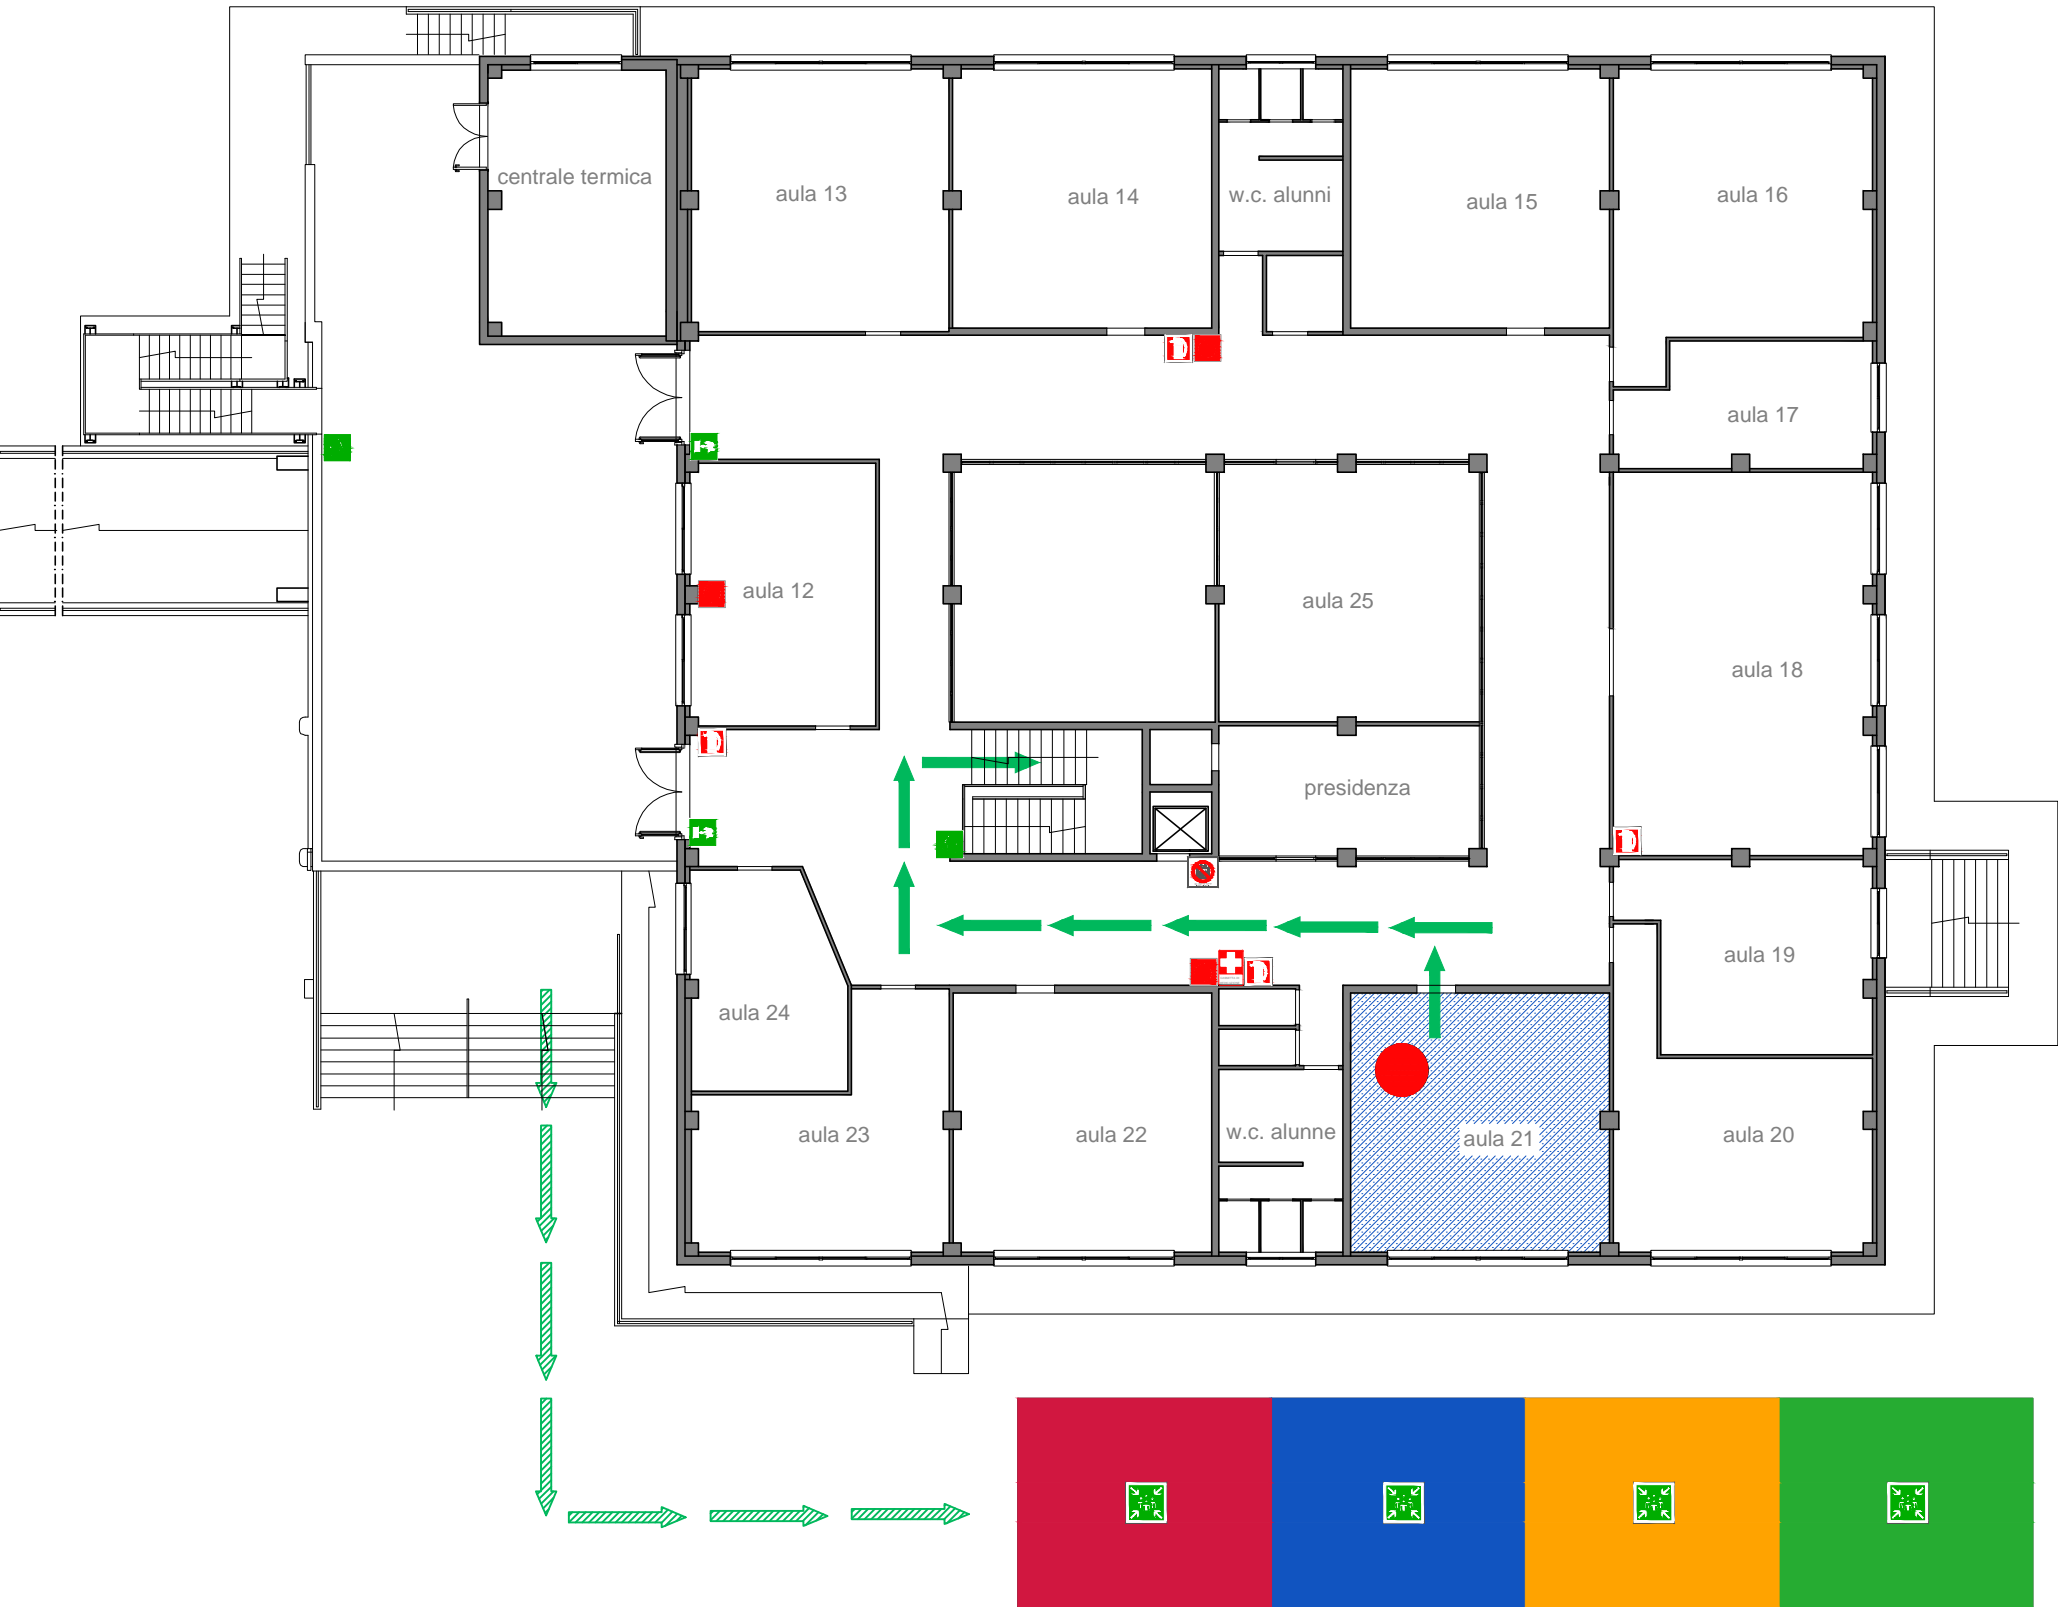 centrale termica
aula 13
aula 14
w.c. alunni
aula 15
aula 16
aula 17
aula 12
aula 25
aula 18
presidenza
aula 24
aula 19
aula 23
aula 22
w.c. alunne
aula 21
aula 20